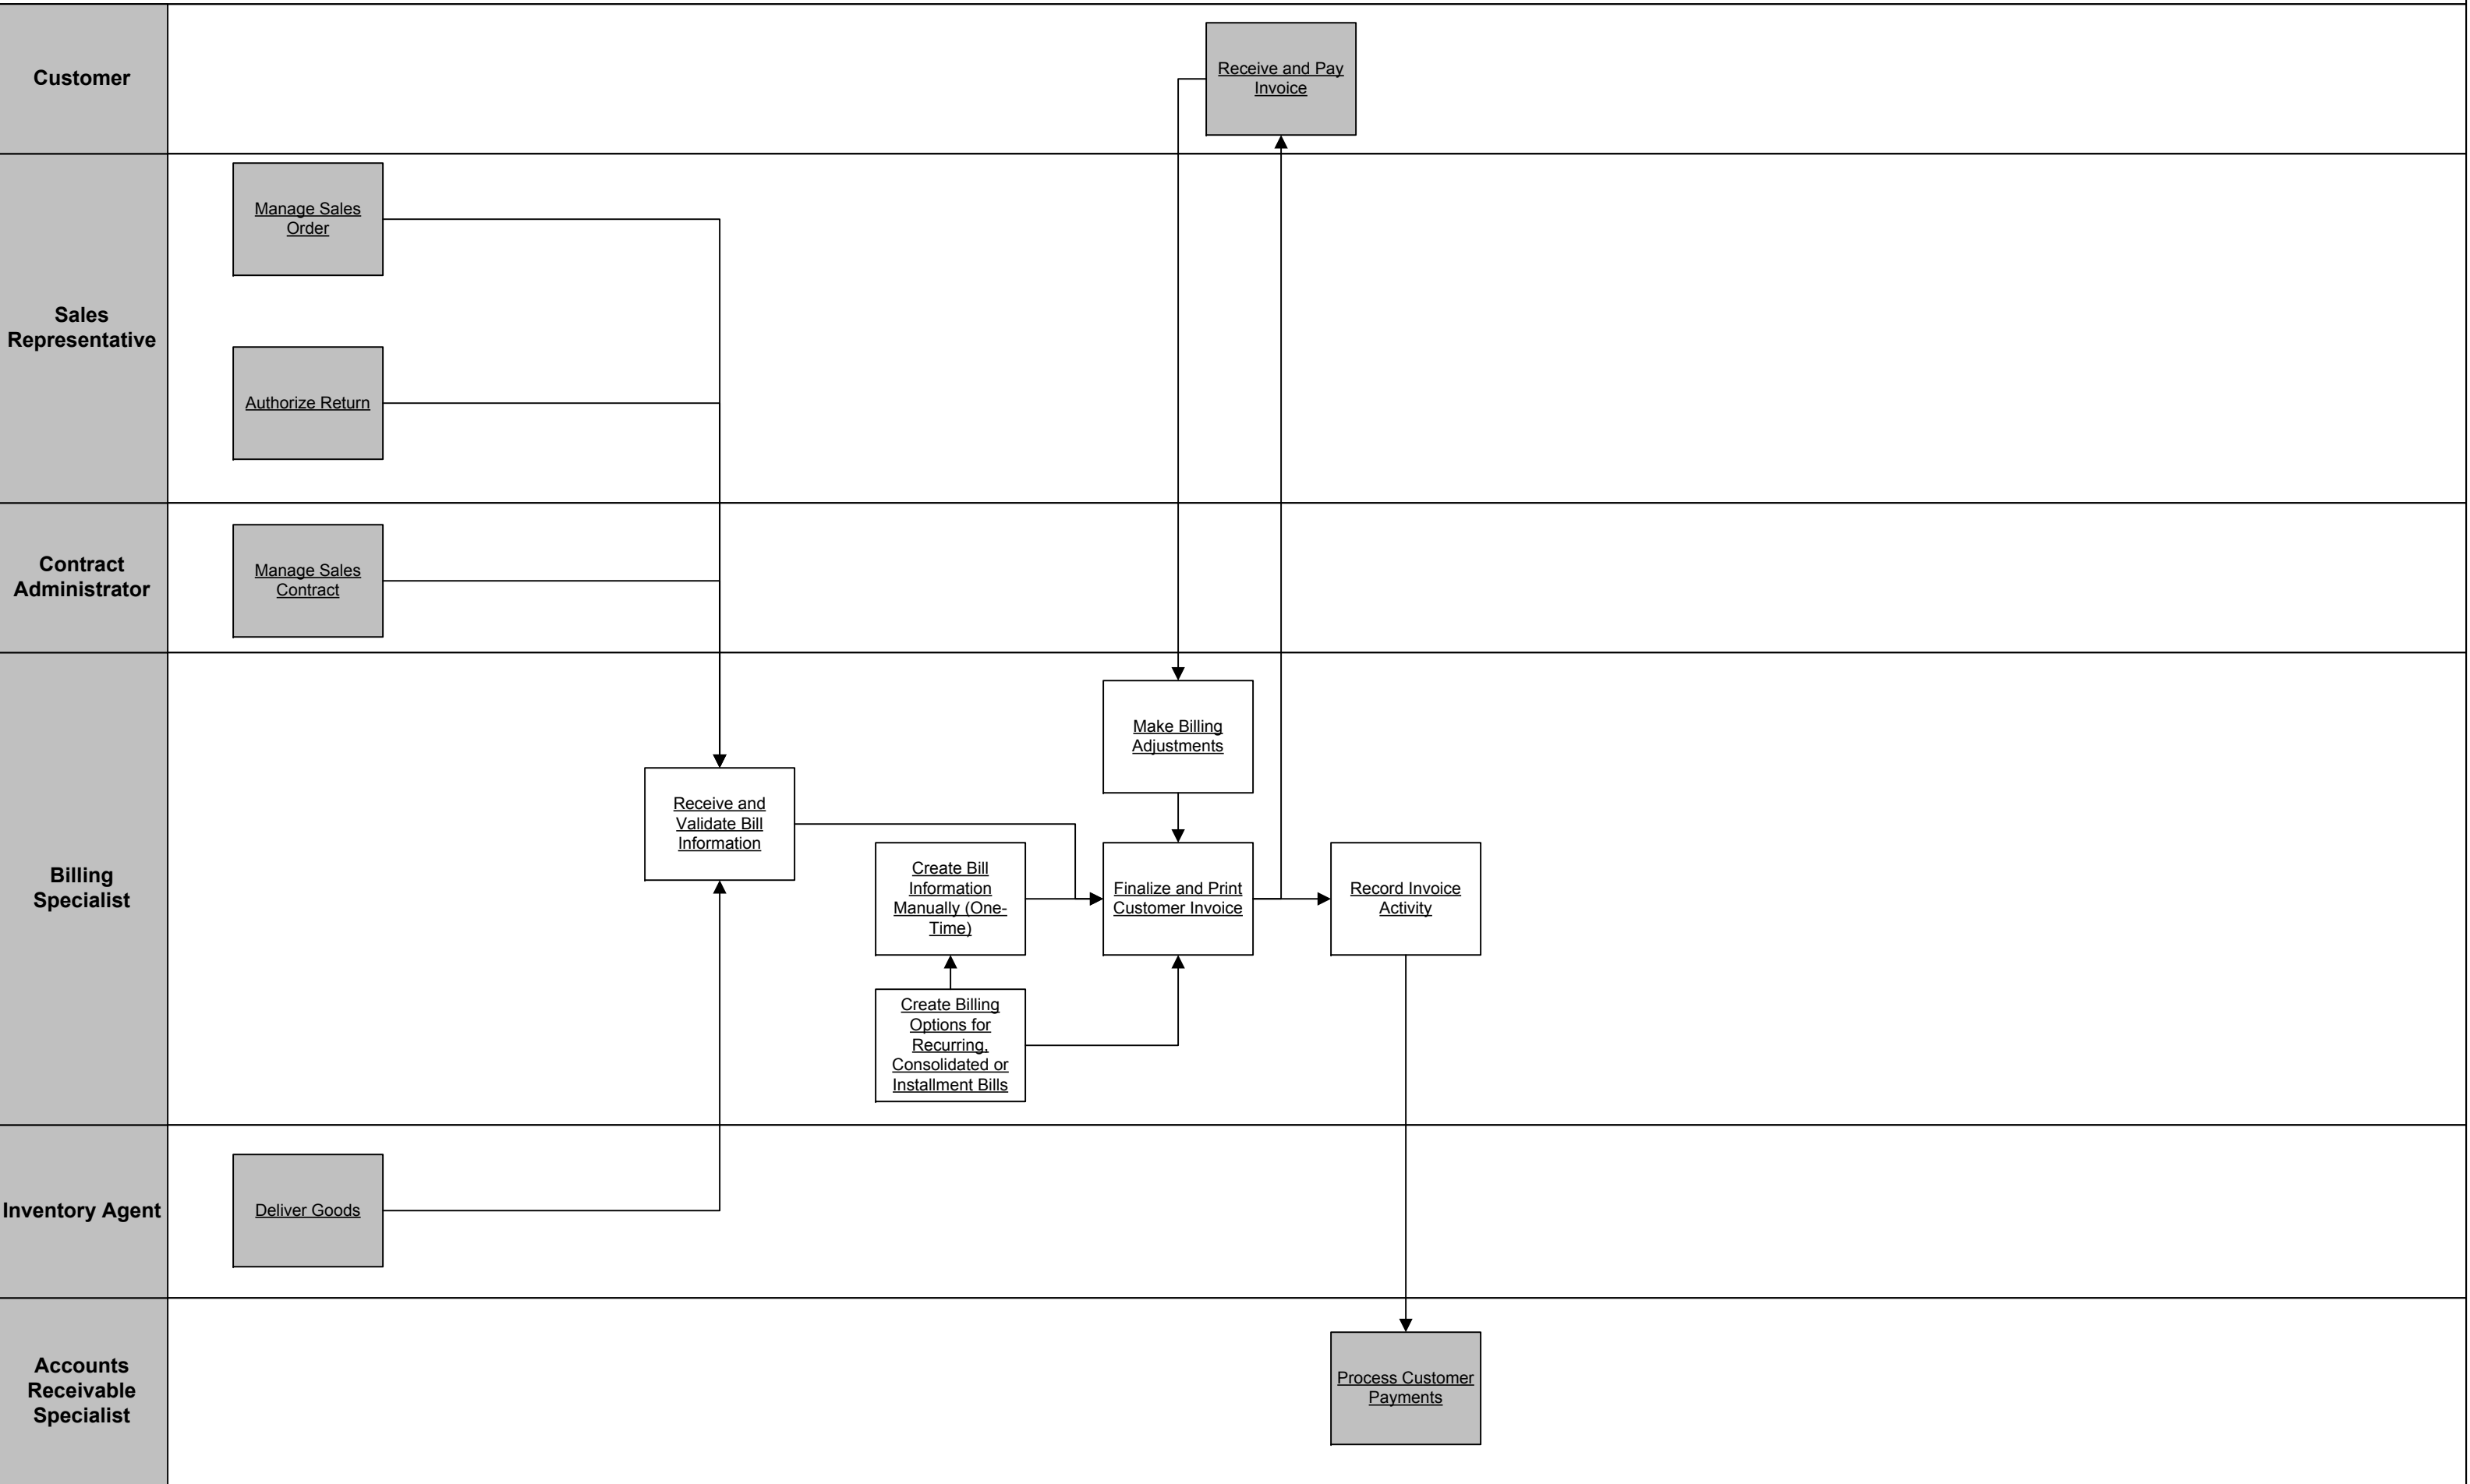 Customer
Receive and Pay
Invoice
Sales
Representative
Manage Sales
Order
Authorize Return
Contract
Administrator
Manage Sales
Contract
Billing
Specialist
Receive and
Validate Bill
Information
Create Bill
Information
Manually (One-
Time)
Create Billing
Options for
Recurring,
Consolidated or
Installment Bills
Make Billing
Adjustments
Finalize and Print
Customer Invoice
Record Invoice
Activity
Inventory Agent
Deliver Goods
Accounts
Receivable
Specialist
Process Customer
Payments